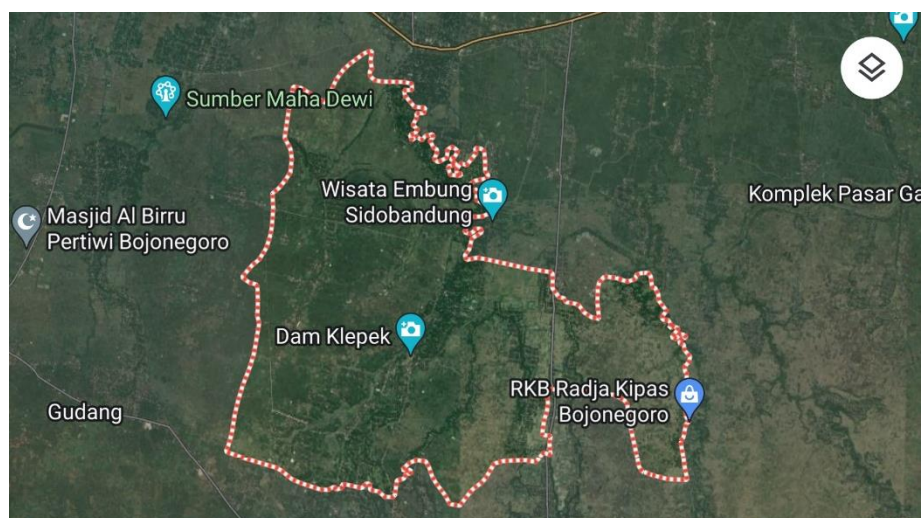 Sumber Maha Dewi
Wisata Embung
Sidobandung
Komplek Pasar Ga
Masjid Al Birru
Pertiwi Bojonegoro
Dam Klepek
RKB Radja Kipas
Bojonegoro
Gudang